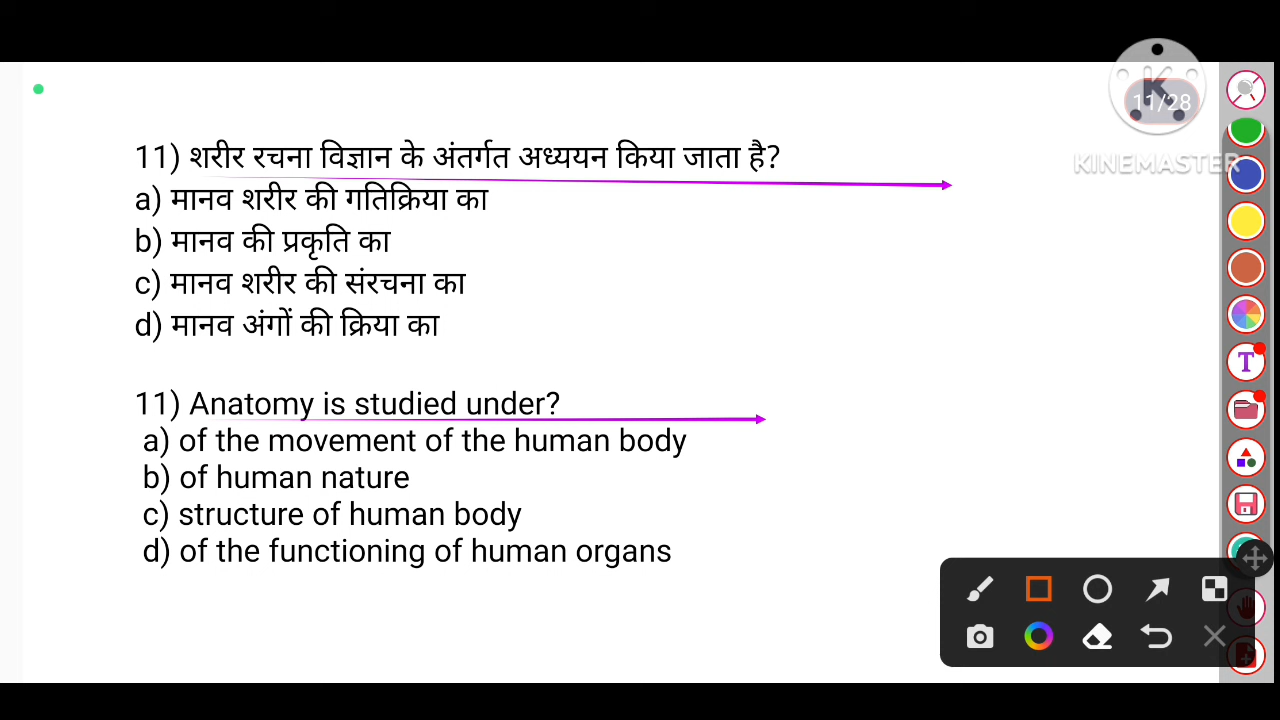 11/28
KINEMASTER
11) शरीर रचना विज्ञान के अंतर्गत अध्ययन किया जाता है?
a) मानव शरीर की गतिक्रिया का
b) मानव की प्रकृति का
c) मानव शरीर की संरचना का
d) मानव अंगों की क्रिया का
11) Anatomy is studied under?
a) of the movement of the human body
b) of human nature
c) structure of human body
d) of the functioning of human organs
T